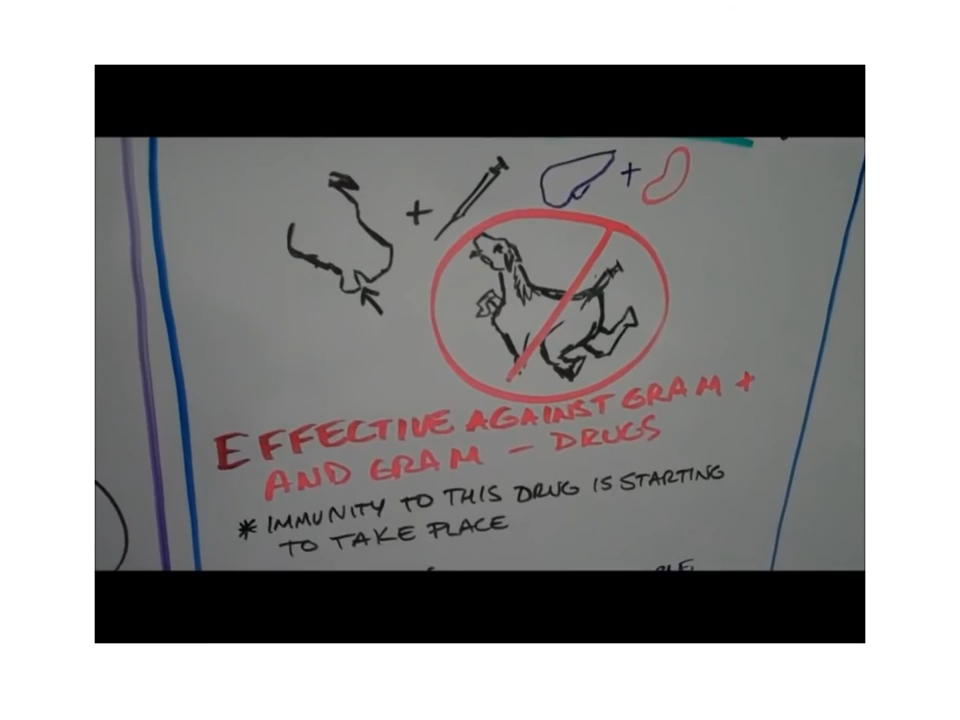 +
+
EFFECTIVE AGAINST GRAM +
AND GRAM - DRUGS
* IMMUNITY TO THIS DRUG IS STARTING
TO TAKE PLACE